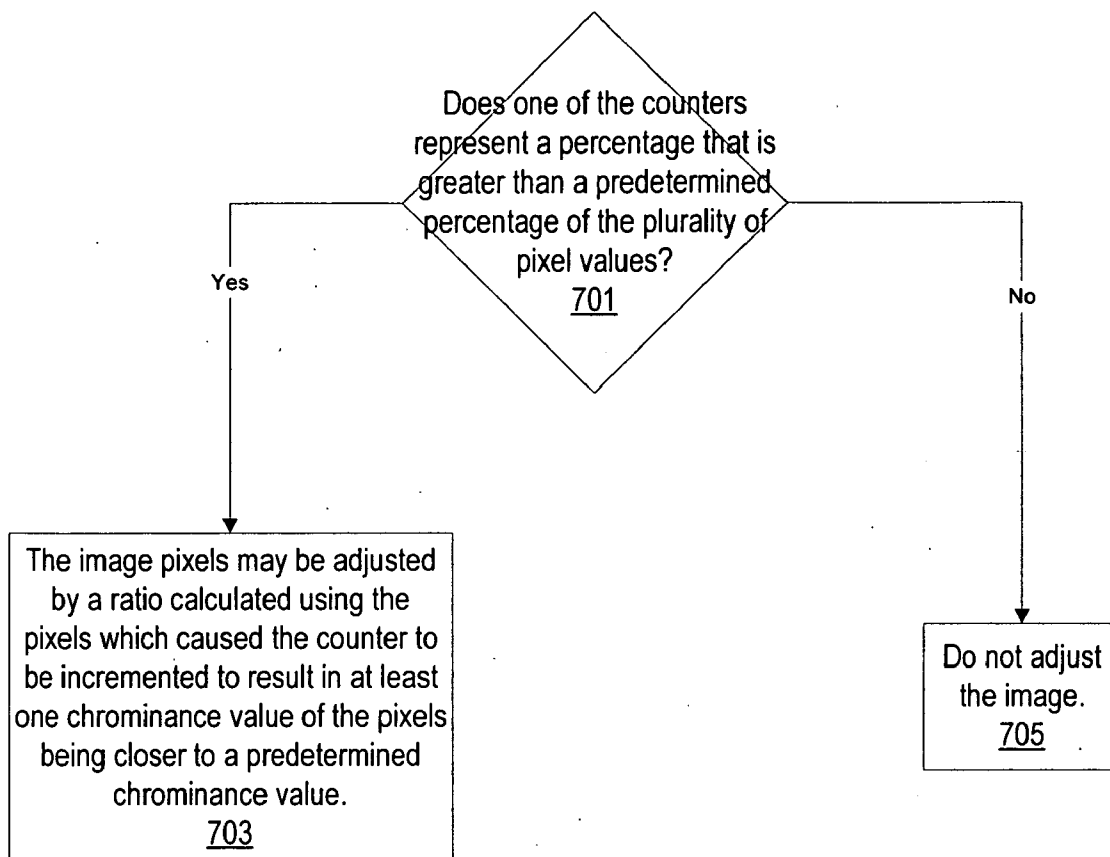 Does one of the counters
represent a percentage that is
greater than a predetermined
percentage of the plurality of
pixel values?
701
Yes
No
The image pixels may be adjusted
by a ratio calculated using the
pixels which caused the counter to
be incremented to result in at least
one chrominance value of the pixels
being closer to a predetermined
chrominance value.
703
Do not adjust
the image.
705